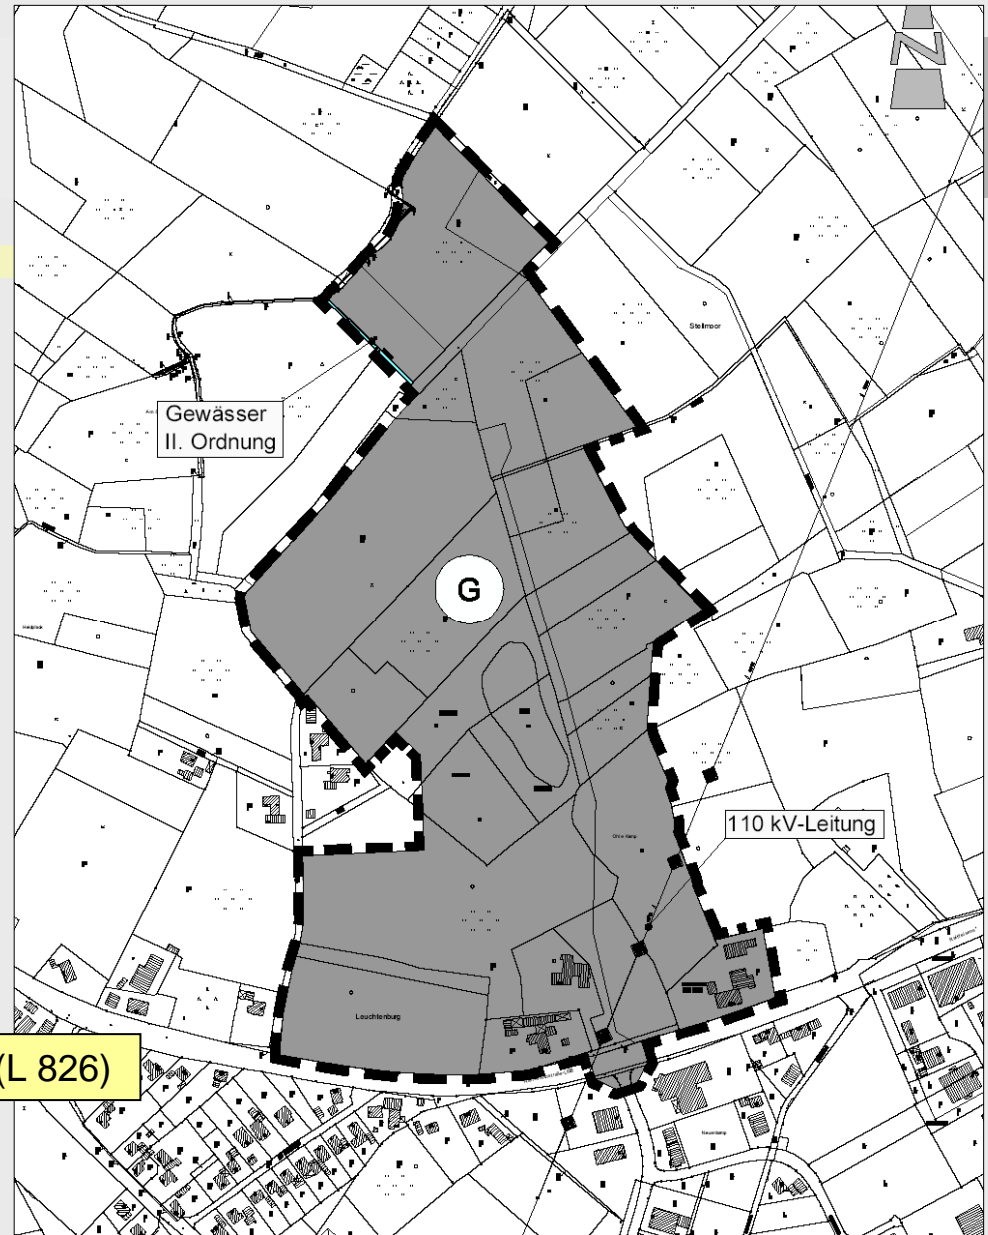 N
Stellmoor
Gewässer
II. Ordnung
G
110 kV-Leitung
Leuchtenburg
(L 826)